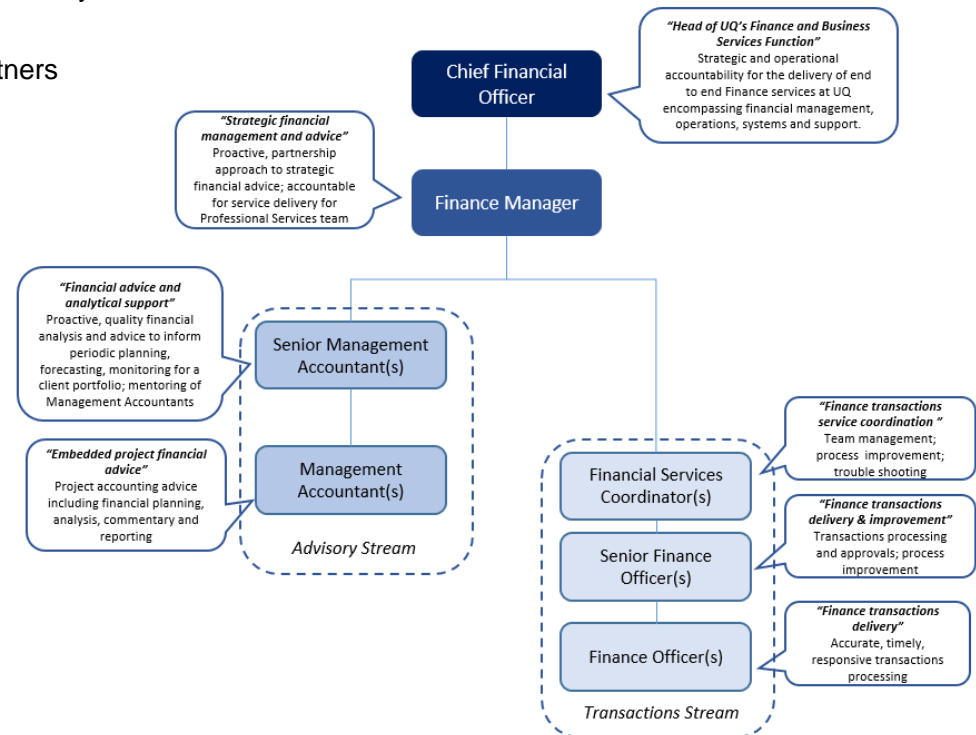 tners
“Head of UQ’s Finance and Business
Services Function”
Strategic and operational
accountability for the delivery of end
to end Finance services at UQ
encompassing financial management,
operations, systems and support.
Chief Financial
Officer
“Strategic financial
management and advice”
Proactive, partnership
approach to strategic
financial advice; accountable
for service delivery for
Professional Services team
Finance Manager
“Financial advice and
analytical support”
Proactive, quality financial
analysis and advice to inform
periodic planning,
forecasting, monitoring for a
client portfolio; mentoring of
Management Accountants
Senior Management
Accountant(s)
“Embedded project financial
advice”
Project accounting advice
including financial planning,
analysis, commentary and
reporting
Management
Accountant(s)
Advisory Stream
“Finance transactions
service coordination ”
Team management;
process improvement;
trouble shooting
Financial Services
Coordinator(s)
“Finance transactions
delivery & improvement”
Transactions processing
and approvals; process
improvement
Senior Finance
Officer(s)
“Finance transactions
delivery”
Accurate, timely,
responsive transactions
processing
Finance Officer(s)
Transactions Stream